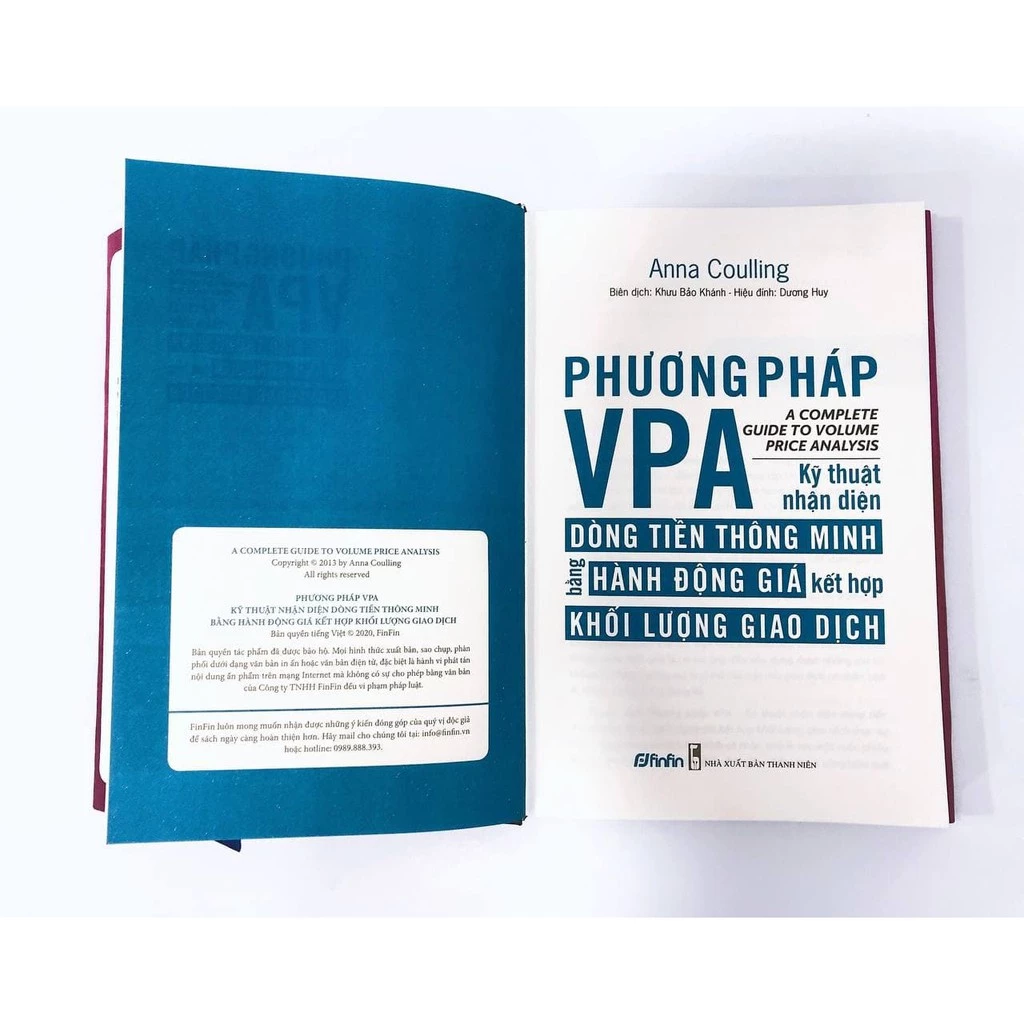 A COMPLETE GUIDE TO VOLUME PRICE ANALYSIS
Copyright © 2013 by Anna Coulling
All rights reserved
PHƯƠNG PHÁP VPA
KỸ THUẬT NHẬN DIỆN DÒNG TIỀN THÔNG MINH
BẰNG HÀNH ĐỘNG GIÁ KẾT HỢP KHỐI LƯỢNG GIAO DỊCH
Bản quyền tiếng Việt © 2020, FinFin
Bản quyền tác phẩm đã được bảo hộ. Mọi hình thức xuất bản, sao chụp, phân
phối dưới dạng văn bản in ấn hoặc văn bản điện tử, đặc biệt là hành vi phát tán
nội dung ấn phẩm trên mạng Internet mà không có sự cho phép bằng văn bản
của Công ty TNHH FinFin đều vi phạm pháp luật.
FinFin luôn mong muốn nhận được những ý kiến đóng góp của quý vị độc giả
để sách ngày càng hoàn thiện hơn. Hãy mail cho chúng tôi tại: info@finfin.vn
hoặc hotline: 0989.888.393.
Anna Coulling
Biên dịch: Khưu Bảo Khánh - Hiệu đính: Dương Huy
PHƯƠNG PHÁP
VPA
A COMPLETE
GUIDE TO VOLUME
PRICE ANALYSIS
Kỹ thuật
nhận diện
DÒNG TIỀN THÔNG MINH
bằng HÀNH ĐỘNG GIÁ kết hợp
KHỐI LƯỢNG GIAO DỊCH
finfin NHÀ XUẤT BẢN THANH NIÊN